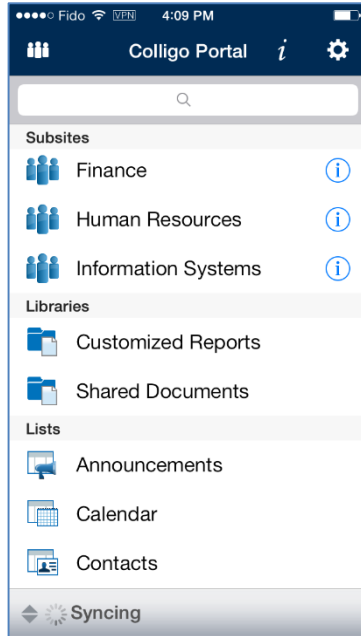 Fido VPN 4:09 PM
Colligo Portal i
Subsites
Finance i
Human Resources i
Information Systems i
Libraries
Customized Reports
Shared Documents
Lists
Announcements
Calendar
Contacts
Syncing